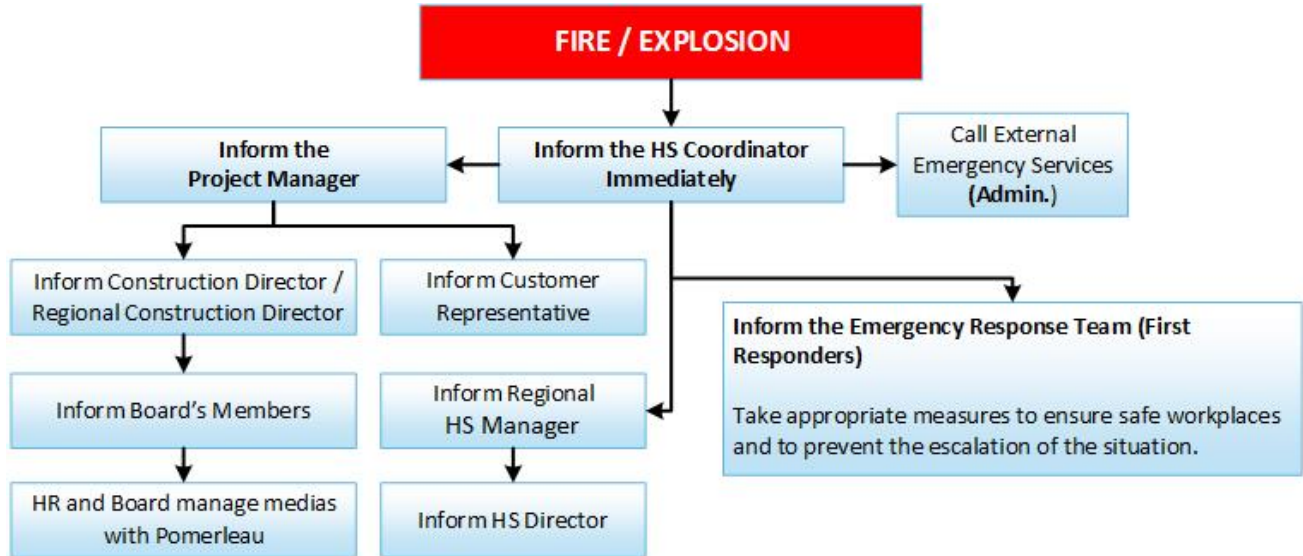 FIRE / EXPLOSION
Inform the
Project Manager
Inform the HS Coordinator
Immediately
Call External
Emergency Services
(Admin.)
Inform Construction Director /
Regional Construction Director
Inform Customer
Representative
Inform the Emergency Response Team (First
Responders)
Take appropriate measures to ensure safe workplaces
and to prevent the escalation of the situation.
Inform Board's Members
Inform Regional
HS Manager
HR and Board manage medias
with Pomerleau
Inform HS Director